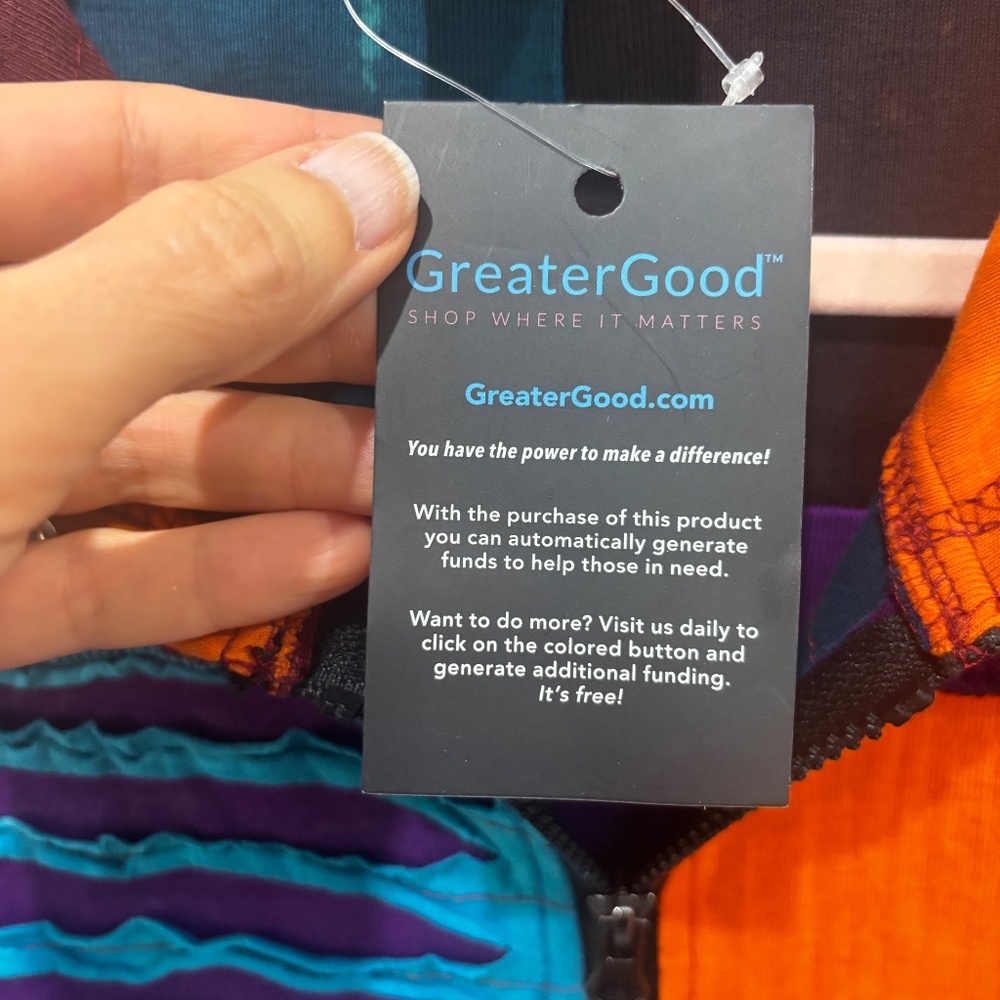 GreaterGood™
SHOP WHERE IT MATTERS
GreaterGood.com
You have the power to make a difference!
With the purchase of this product
you can automatically generate
funds to help those in need.
Want to do more? Visit us daily to
click on the colored button and
generate additional funding.
It's free!